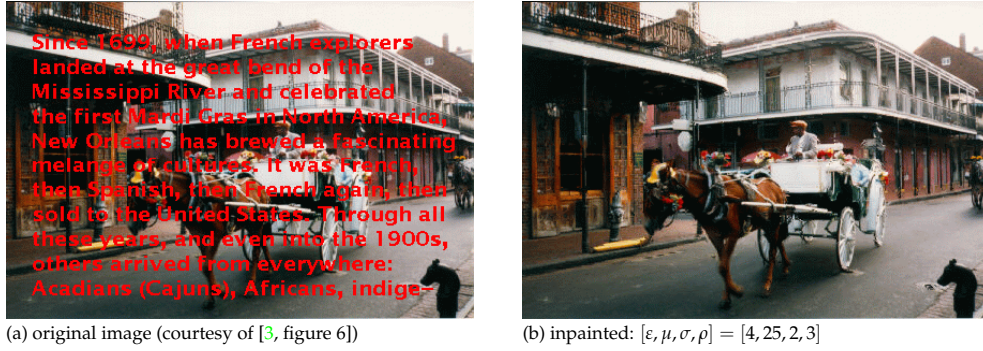 Since 1699, when French explorers
landed at the great bend of the
Mississippi River and celebrated
the first Mardi Gras in North America,
New Orleans has brewed a fascinating
melange of cultures. It was French,
then Spanish, then French again, then
sold to the United States. Through all
these years, and even into the 1900s,
others arrived from everywhere:
Acadians (Cajuns), Africans, indige-
(a) original image (courtesy of [3, figure 6])
(b) inpainted: [ε, μ, σ, ρ] = [4, 25, 2, 3]